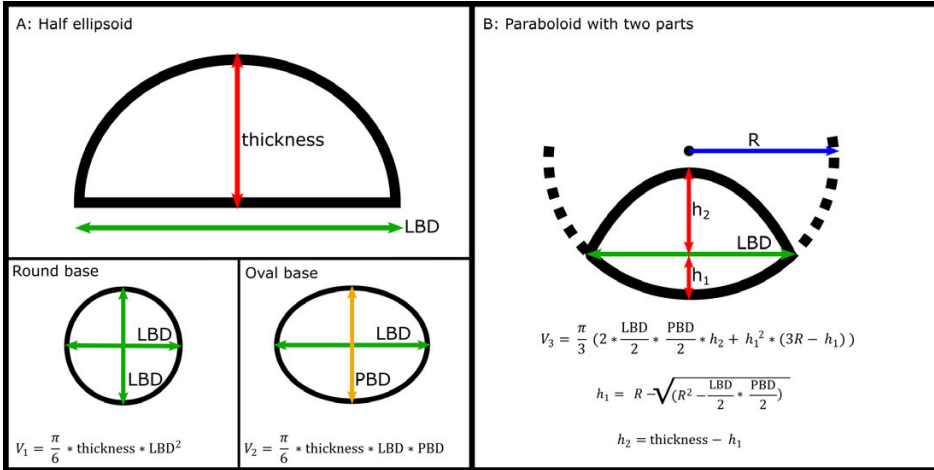 A: Half ellipsoid
thickness
LBD
Round base
LBD
LBD
V₁ = π/6 * thickness * LBD²
Oval base
LBD
PBD
V₂ = π/6 * thickness * LBD * PBD
B: Paraboloid with two parts
R
h₂
LBD
h₁
V₃ = π/3 (2 * LBD/2 * PBD/2 * h₂ + h₁² * (3R − h₁) )
h₁ = R −√(R² − LBD/2 * PBD/2)
h₂ = thickness − h₁